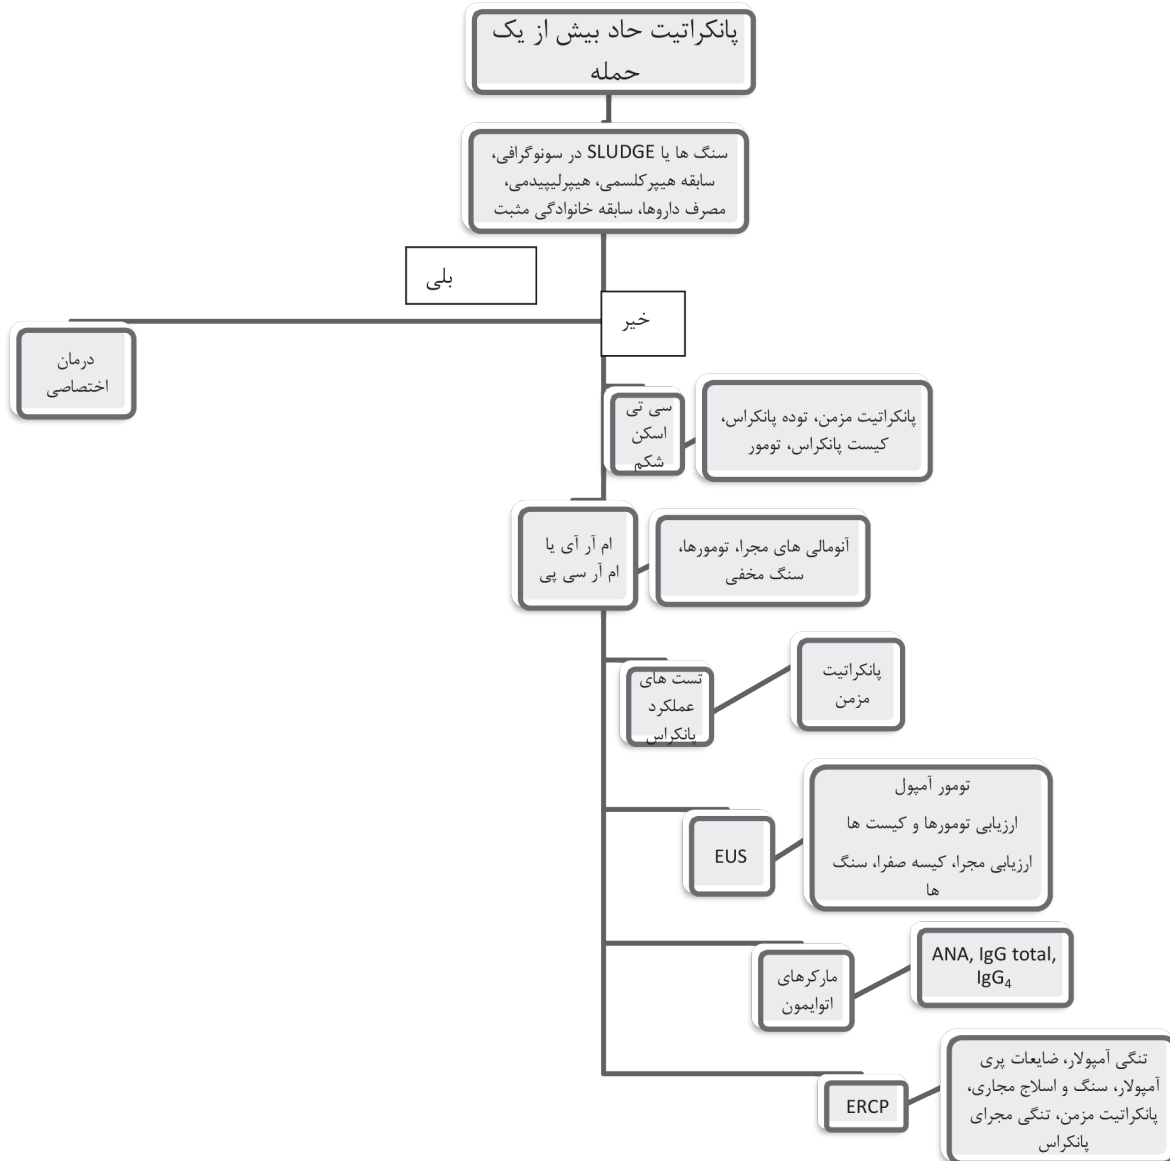 پانکراتیت حاد بیش از یک
حمله
سنگ ها یا SLUDGE در سونوگرافی،
سابقه هیپرکلسمی، هیپرلیپیدمی،
مصرف داروها، سابقه خانوادگی مثبت
بلی
خیر
درمان
اختصاصی
سی تی
اسکن
شکم
پانکراتیت مزمن، توده پانکراس،
کیست پانکراس، تومور
ام آر آی یا
ام آر سی پی
آنومالی های مجرا، تومورها،
سنگ مخفی
تست های
عملکرد
پانکراس
پانکراتیت
مزمن
EUS
تومور آمپول
ارزیابی تومورها و کیست ها
ارزیابی مجرا، کیسه صفرا، سنگ
ها
مارکرهای
اتوایمون
ANA, IgG total,
IgG₄
ERCP
تنگی آمپولار، ضایعات پری
آمپولار، سنگ و اسلاج مجاری،
پانکراتیت مزمن، تنگی مجرای
پانکراس